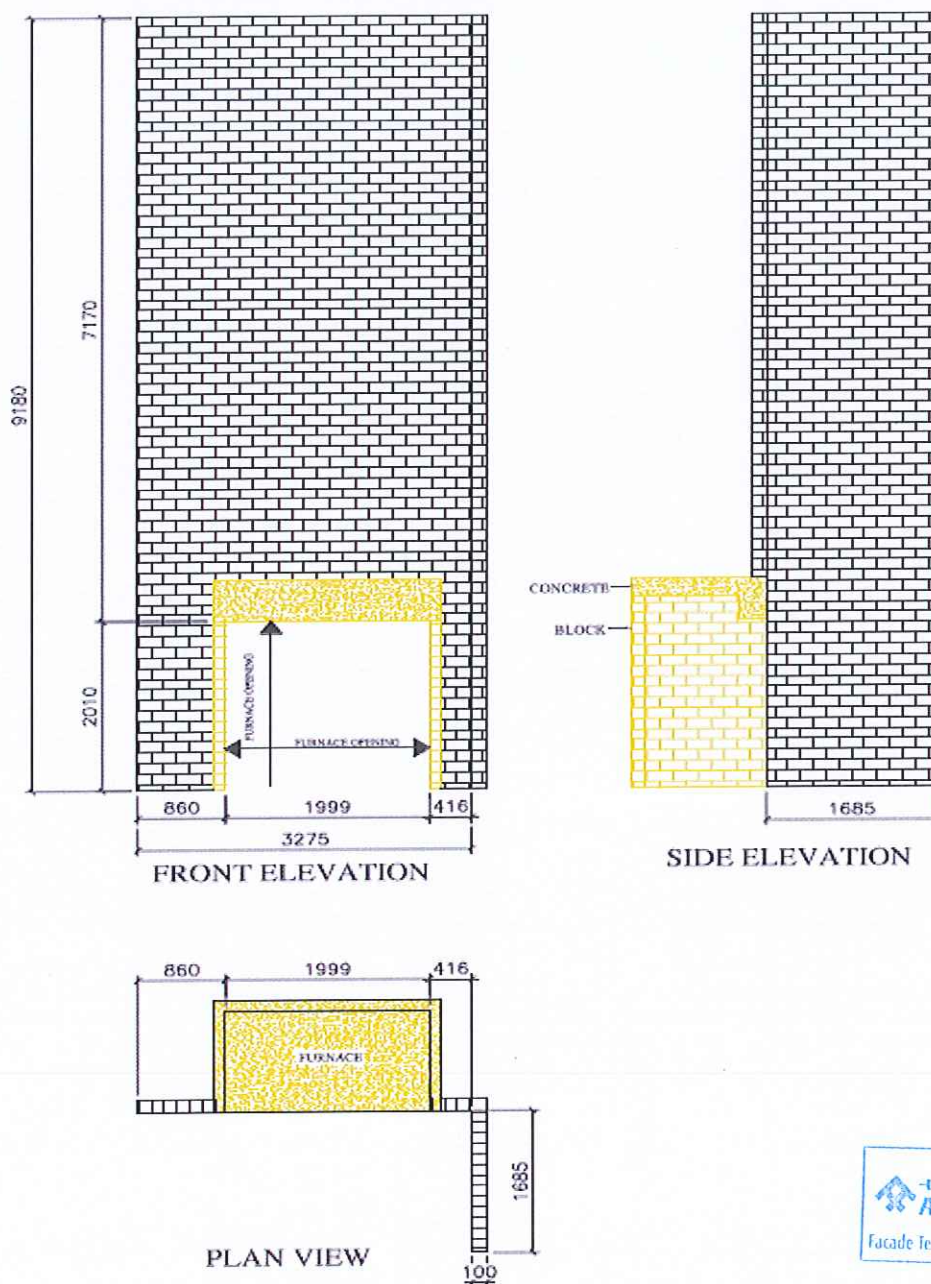 9180
7170
2010
CONCRETE
BLOCK
FURNACE OPENING
FURNACE OPENING
860
1999
416
3275
1685
FRONT ELEVATION
SIDE ELEVATION
860
1999
416
FURNACE
1685
PLAN VIEW
100
Facade Te